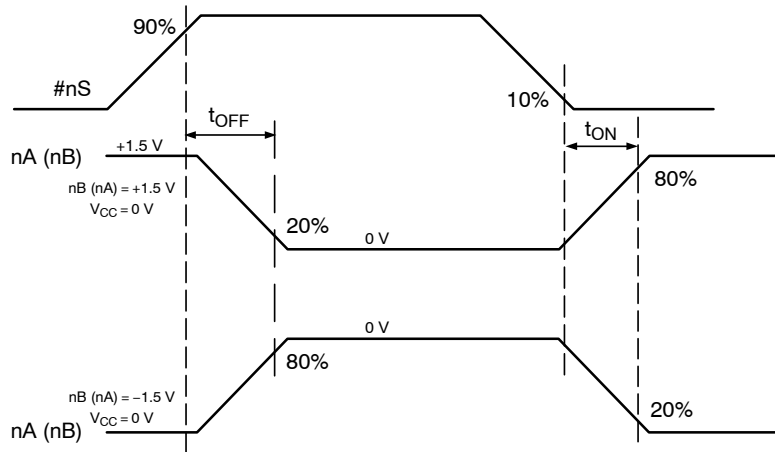 90%
#nS
10%
tOFF
tON
nA (nB)
+1.5 V
80%
nB (nA) = +1.5 V
VCC = 0 V
20%
0 V
0 V
80%
nB (nA) = −1.5 V
VCC = 0 V
20%
nA (nB)